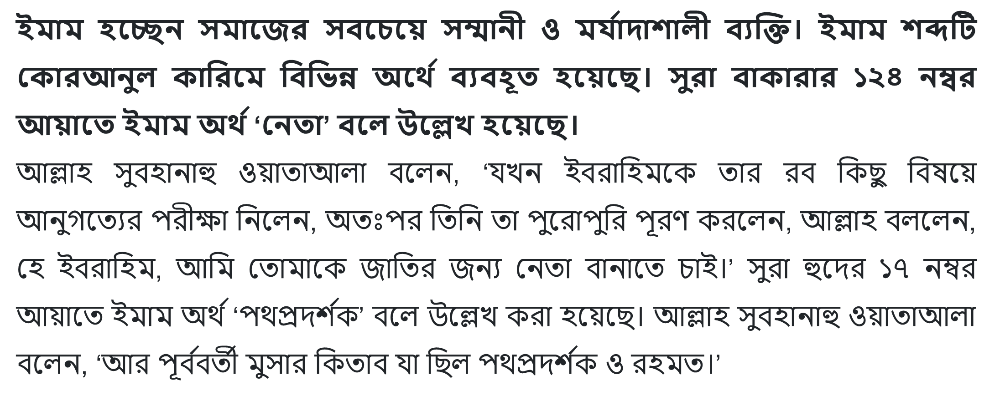 ইমাম হচ্ছেন সমাজের সবচেয়ে সম্মানী ও মর্যাদাশালী ব্যক্তি। ইমাম শব্দটি
কোরআনুল কারিমে বিভিন্ন অর্থে ব্যবহূত হয়েছে। সুরা বাকারার ১২৪ নম্বর
আয়াতে ইমাম অর্থ ‘নেতা’ বলে উল্লেখ হয়েছে।
আল্লাহ সুবহানাহু ওয়াতাআলা বলেন, ‘যখন ইবরাহিমকে তার রব কিছু বিষয়ে
আনুগত্যের পরীক্ষা নিলেন, অতঃপর তিনি তা পুরোপুরি পূরণ করলেন, আল্লাহ বললেন,
হে ইবরাহিম, আমি তোমাকে জাতির জন্য নেতা বানাতে চাই।’ সুরা হুদের ১৭ নম্বর
আয়াতে ইমাম অর্থ ‘পথপ্রদর্শক’ বলে উল্লেখ করা হয়েছে। আল্লাহ সুবহানাহু ওয়াতাআলা
বলেন, ‘আর পূর্ববর্তী মুসার কিতাব যা ছিল পথপ্রদর্শক ও রহমত।’